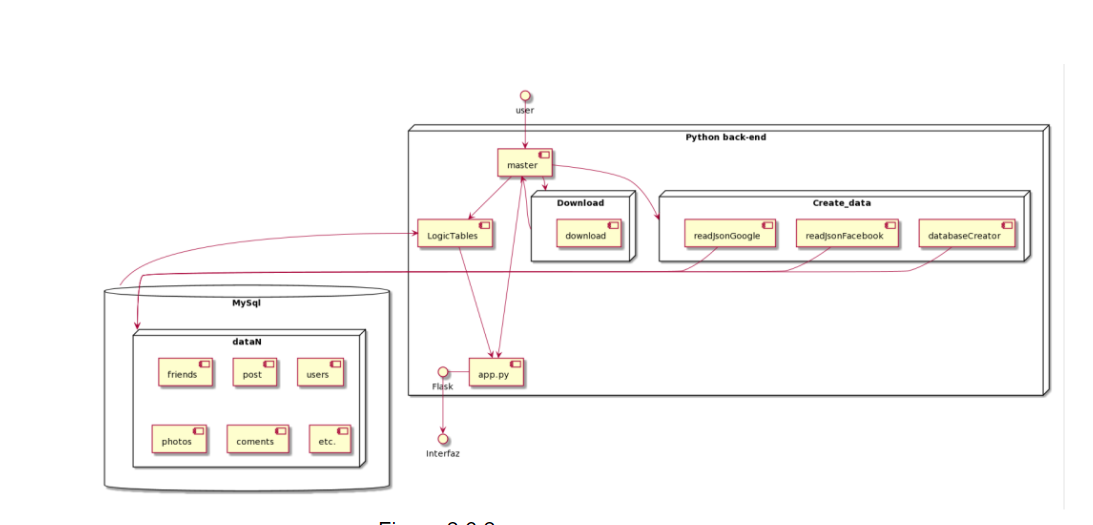 user
Python back-end
master
Download
Create_data
LogicTables
download
readJsonGoogle
readJsonFacebook
databaseCreator
MySql
dataN
friends
post
users
app.py
Flask
photos
coments
etc.
Interfaz